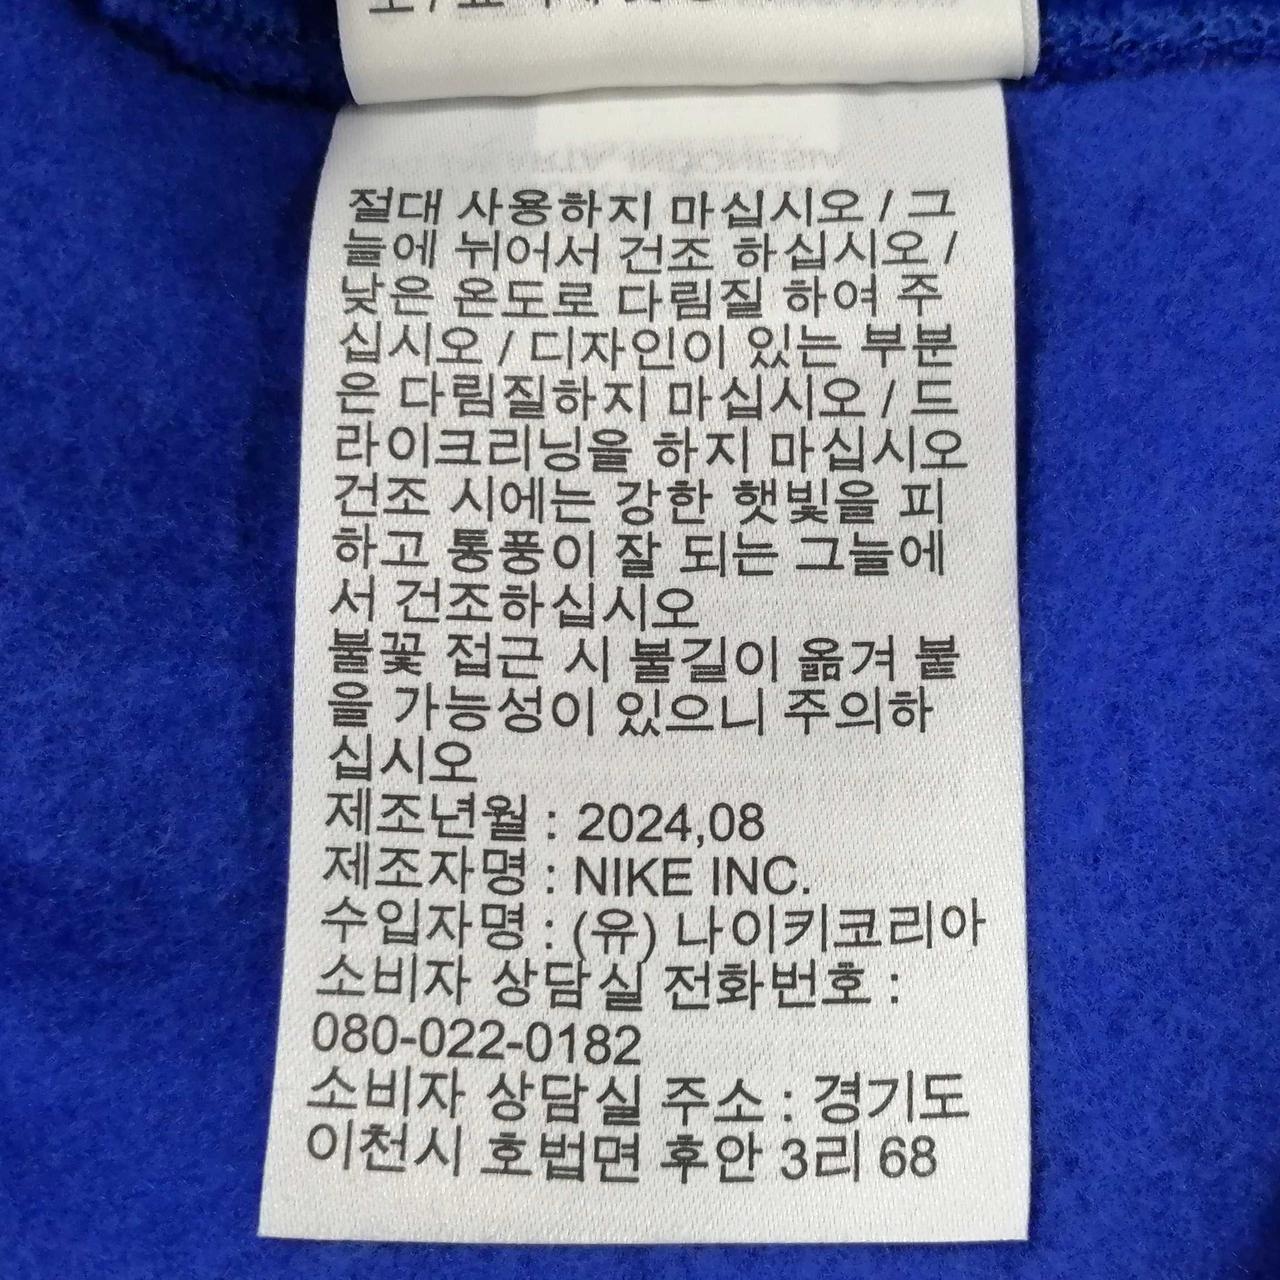 절대 사용하지 마십시오 / 그
늘에 뉘어서 건조 하십시오 /
낮은 온도로 다림질 하여 주
십시오 / 디자인이 있는 부분
은 다림질하지 마십시오 / 드
라이크리닝을 하지 마십시오
건조 시에는 강한 햇빛을 피
하고 통풍이 잘 되는 그늘에
서 건조하십시오
불꽃 접근 시 불길이 옮겨 붙
을 가능성이 있으니 주의하
십시오
제조년월 : 2024,08
제조자명 : NIKE INC.
수입자명 : (유) 나이키코리아
소비자 상담실 전화번호 :
080-022-0182
소비자 상담실 주소 : 경기도
이천시 호법면 후안 3리 68